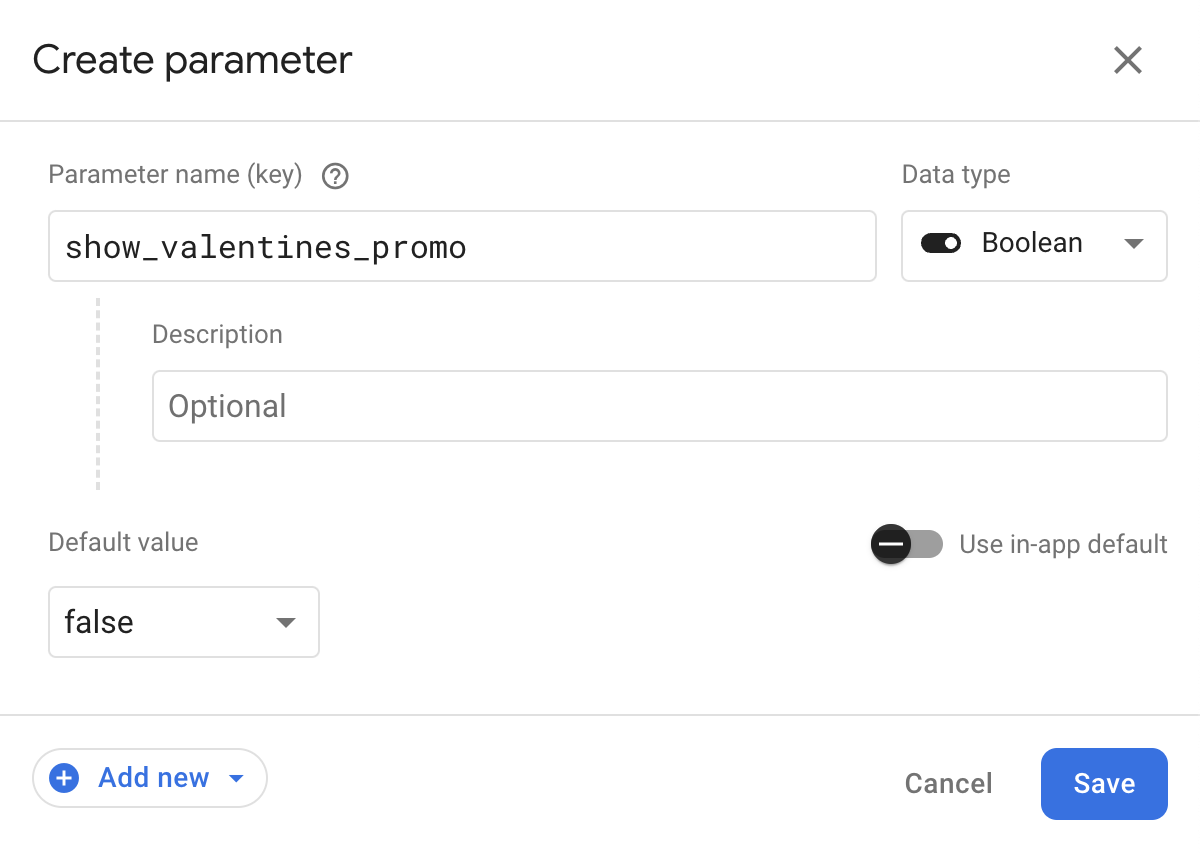 Create parameter
Parameter name (key)
Data type
show_valentines_promo
Boolean
Description
Optional
Default value
Use in-app default
false
Add new
Cancel
Save